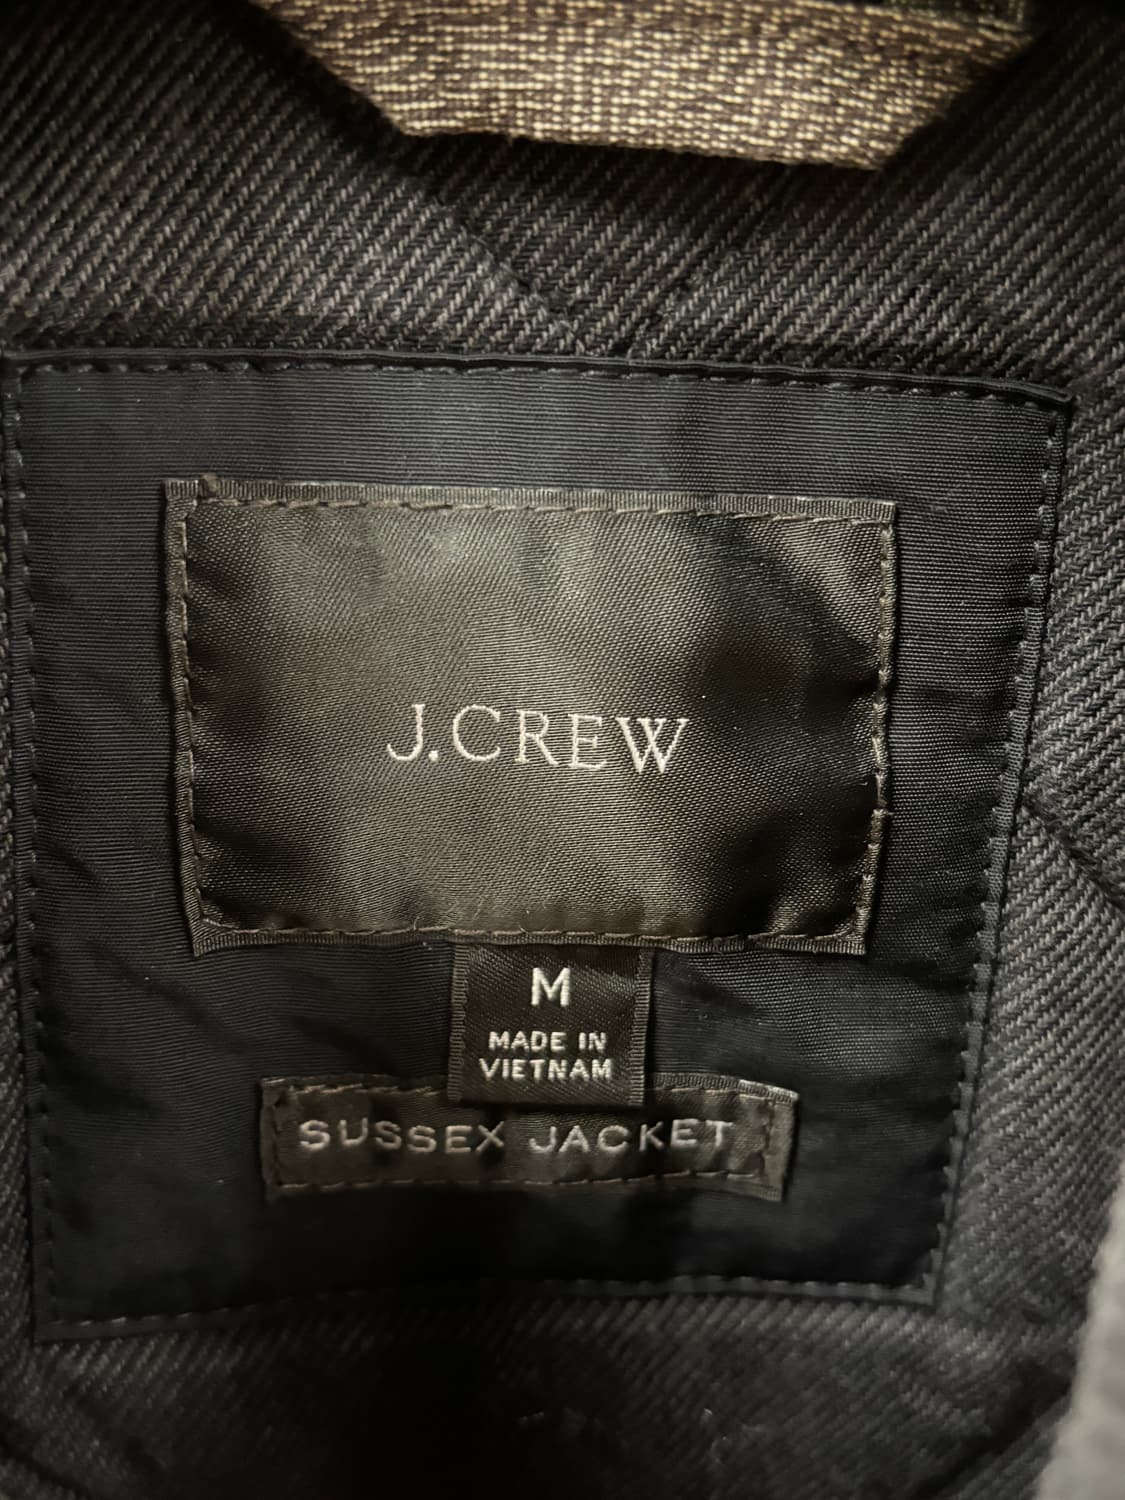 J.CREW
M
MADE IN
VIETNAM
SUSSEX JACKET